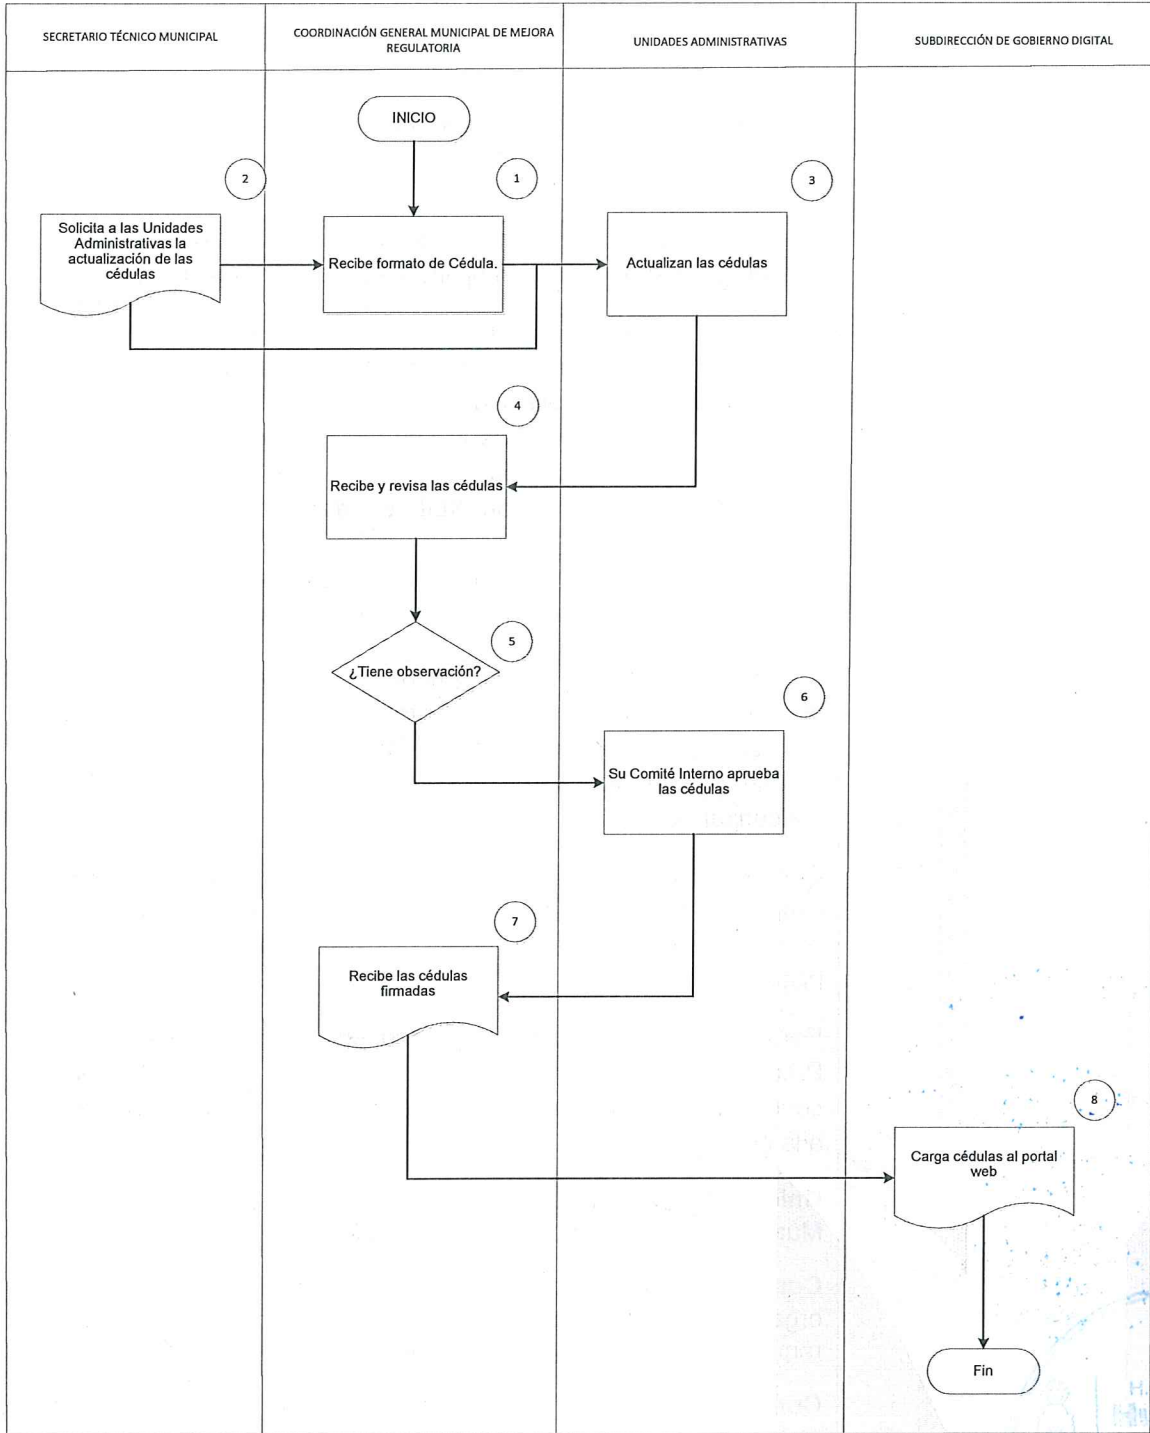 SECRETARIO TÉCNICO MUNICIPAL
COORDINACIÓN GENERAL MUNICIPAL DE MEJORA
REGULATORIA
UNIDADES ADMINISTRATIVAS
SUBDIRECCIÓN DE GOBIERNO DIGITAL
INICIO
2
1
3
Solicita a las Unidades
Administrativas la
actualización de las
cédulas
Recibe formato de Cédula.
Actualizan las cédulas
4
Recibe y revisa las cédulas
5
¿Tiene observación?
6
Su Comité Interno aprueba
las cédulas
7
Recibe las cédulas
firmadas
8
Carga cédulas al portal
web
Fin